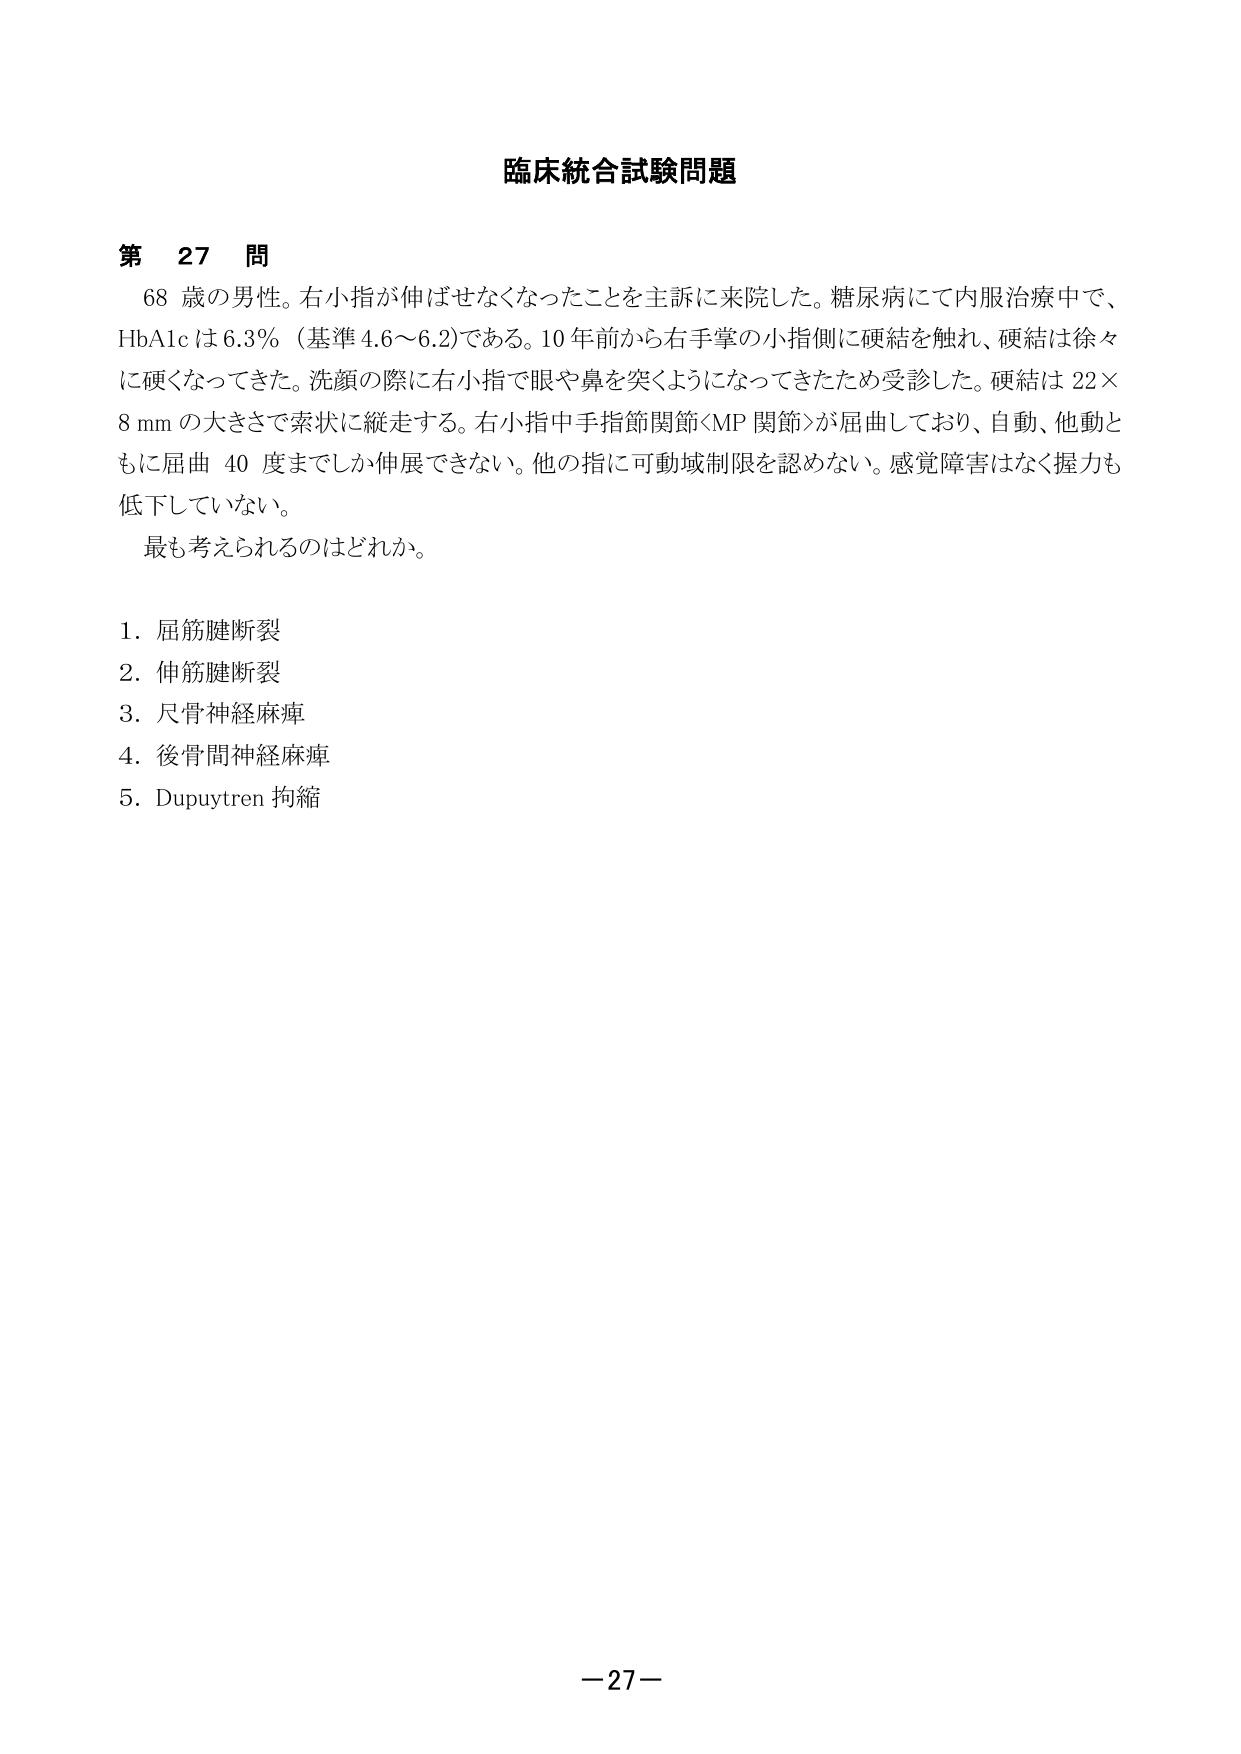 臨床統合試験問題
第 27 問
68 歳の男性。右小指が伸ばせなくなったことを主訴に来院した。糖尿病にて内服治療中で、
HbA1c は 6.3% （基準 4.6～6.2)である。10 年前から右手掌の小指側に硬結を触れ、硬結は徐々
に硬くなってきた。洗顔の際に右小指で眼や鼻を突くようになってきたため受診した。硬結は 22×
8 mm の大きさで索状に縦走する。右小指中手指節関節<MP 関節>が屈曲しており、自動、他動と
もに屈曲 40 度までしか伸展できない。他の指に可動域制限を認めない。感覚障害はなく握力も
低下していない。
最も考えられるのはどれか。
1. 屈筋腱断裂
2. 伸筋腱断裂
3. 尺骨神経麻痺
4. 後骨間神経麻痺
5. Dupuytren 拘縮
－27－